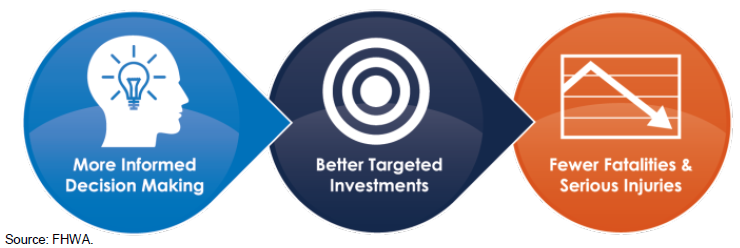 More Informed
Decision Making
Better Targeted
Investments
Fewer Fatalities &
Serious Injuries
Source: FHWA.